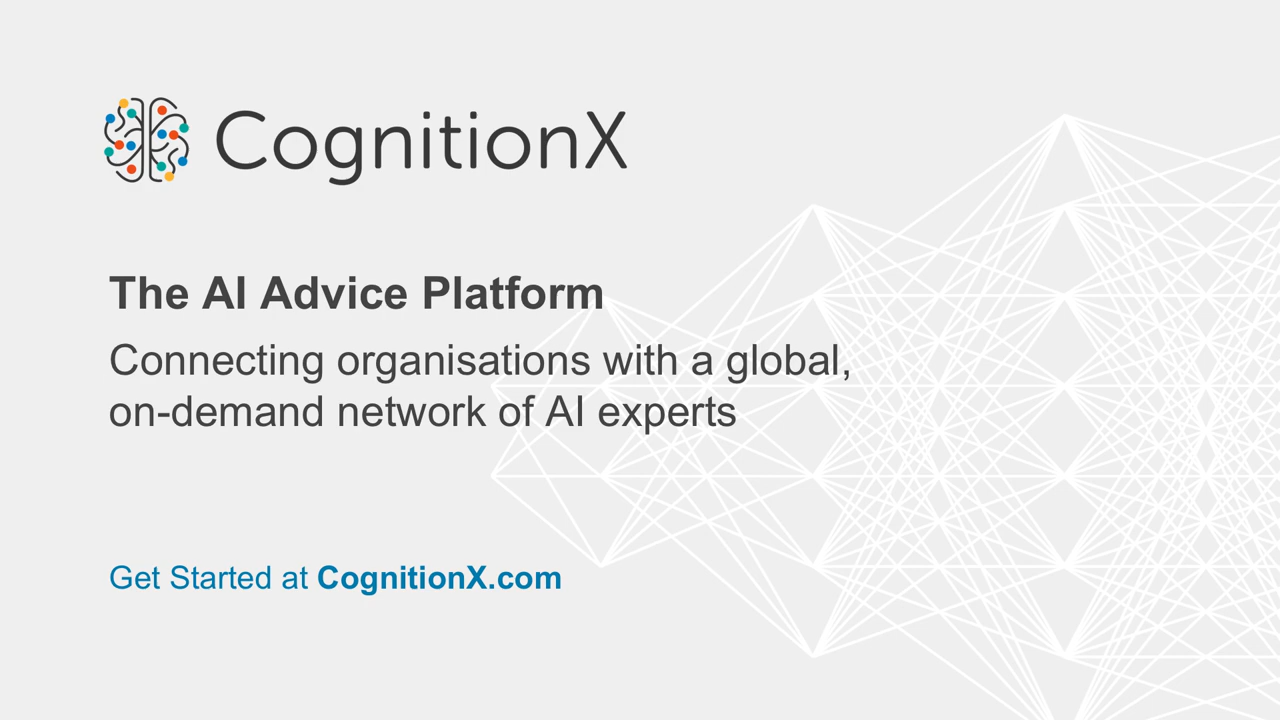 CognitionX
The AI Advice Platform
Connecting organisations with a global,
on-demand network of AI experts
Get Started at CognitionX.com